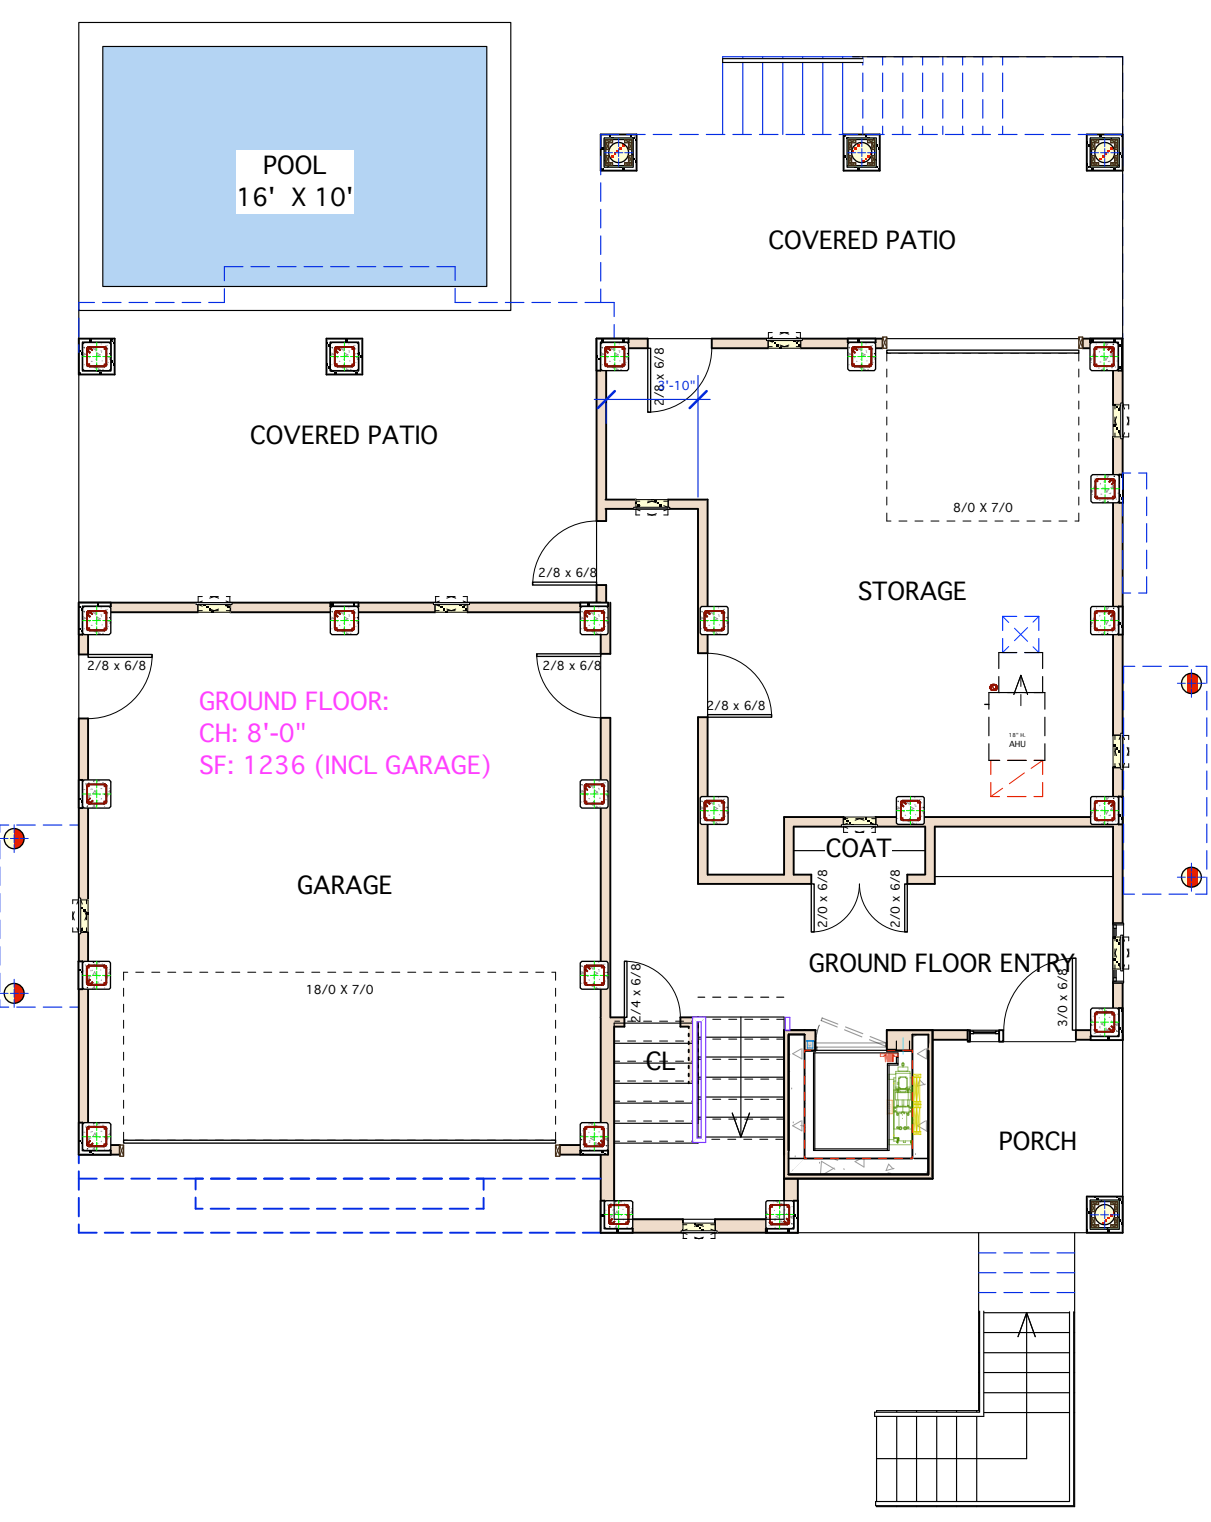 POOL
16' X 10'
COVERED PATIO
2/8 x 6/8
COVERED PATIO
8/0 X 7/0
2/8 x 6/8
STORAGE
2/8 x 6/8
2/8 x 6/8
GROUND FLOOR:
CH: 8'-0"
SF: 1236 (INCL GARAGE)
2/8 x 6/8
18" H.
AHU
COAT
2/0 x 6/8
2/0 x 6/8
GARAGE
GROUND FLOOR ENTRY
18/0 X 7/0
2/4 x 6/8
3/0 x 6/8
CL
PORCH